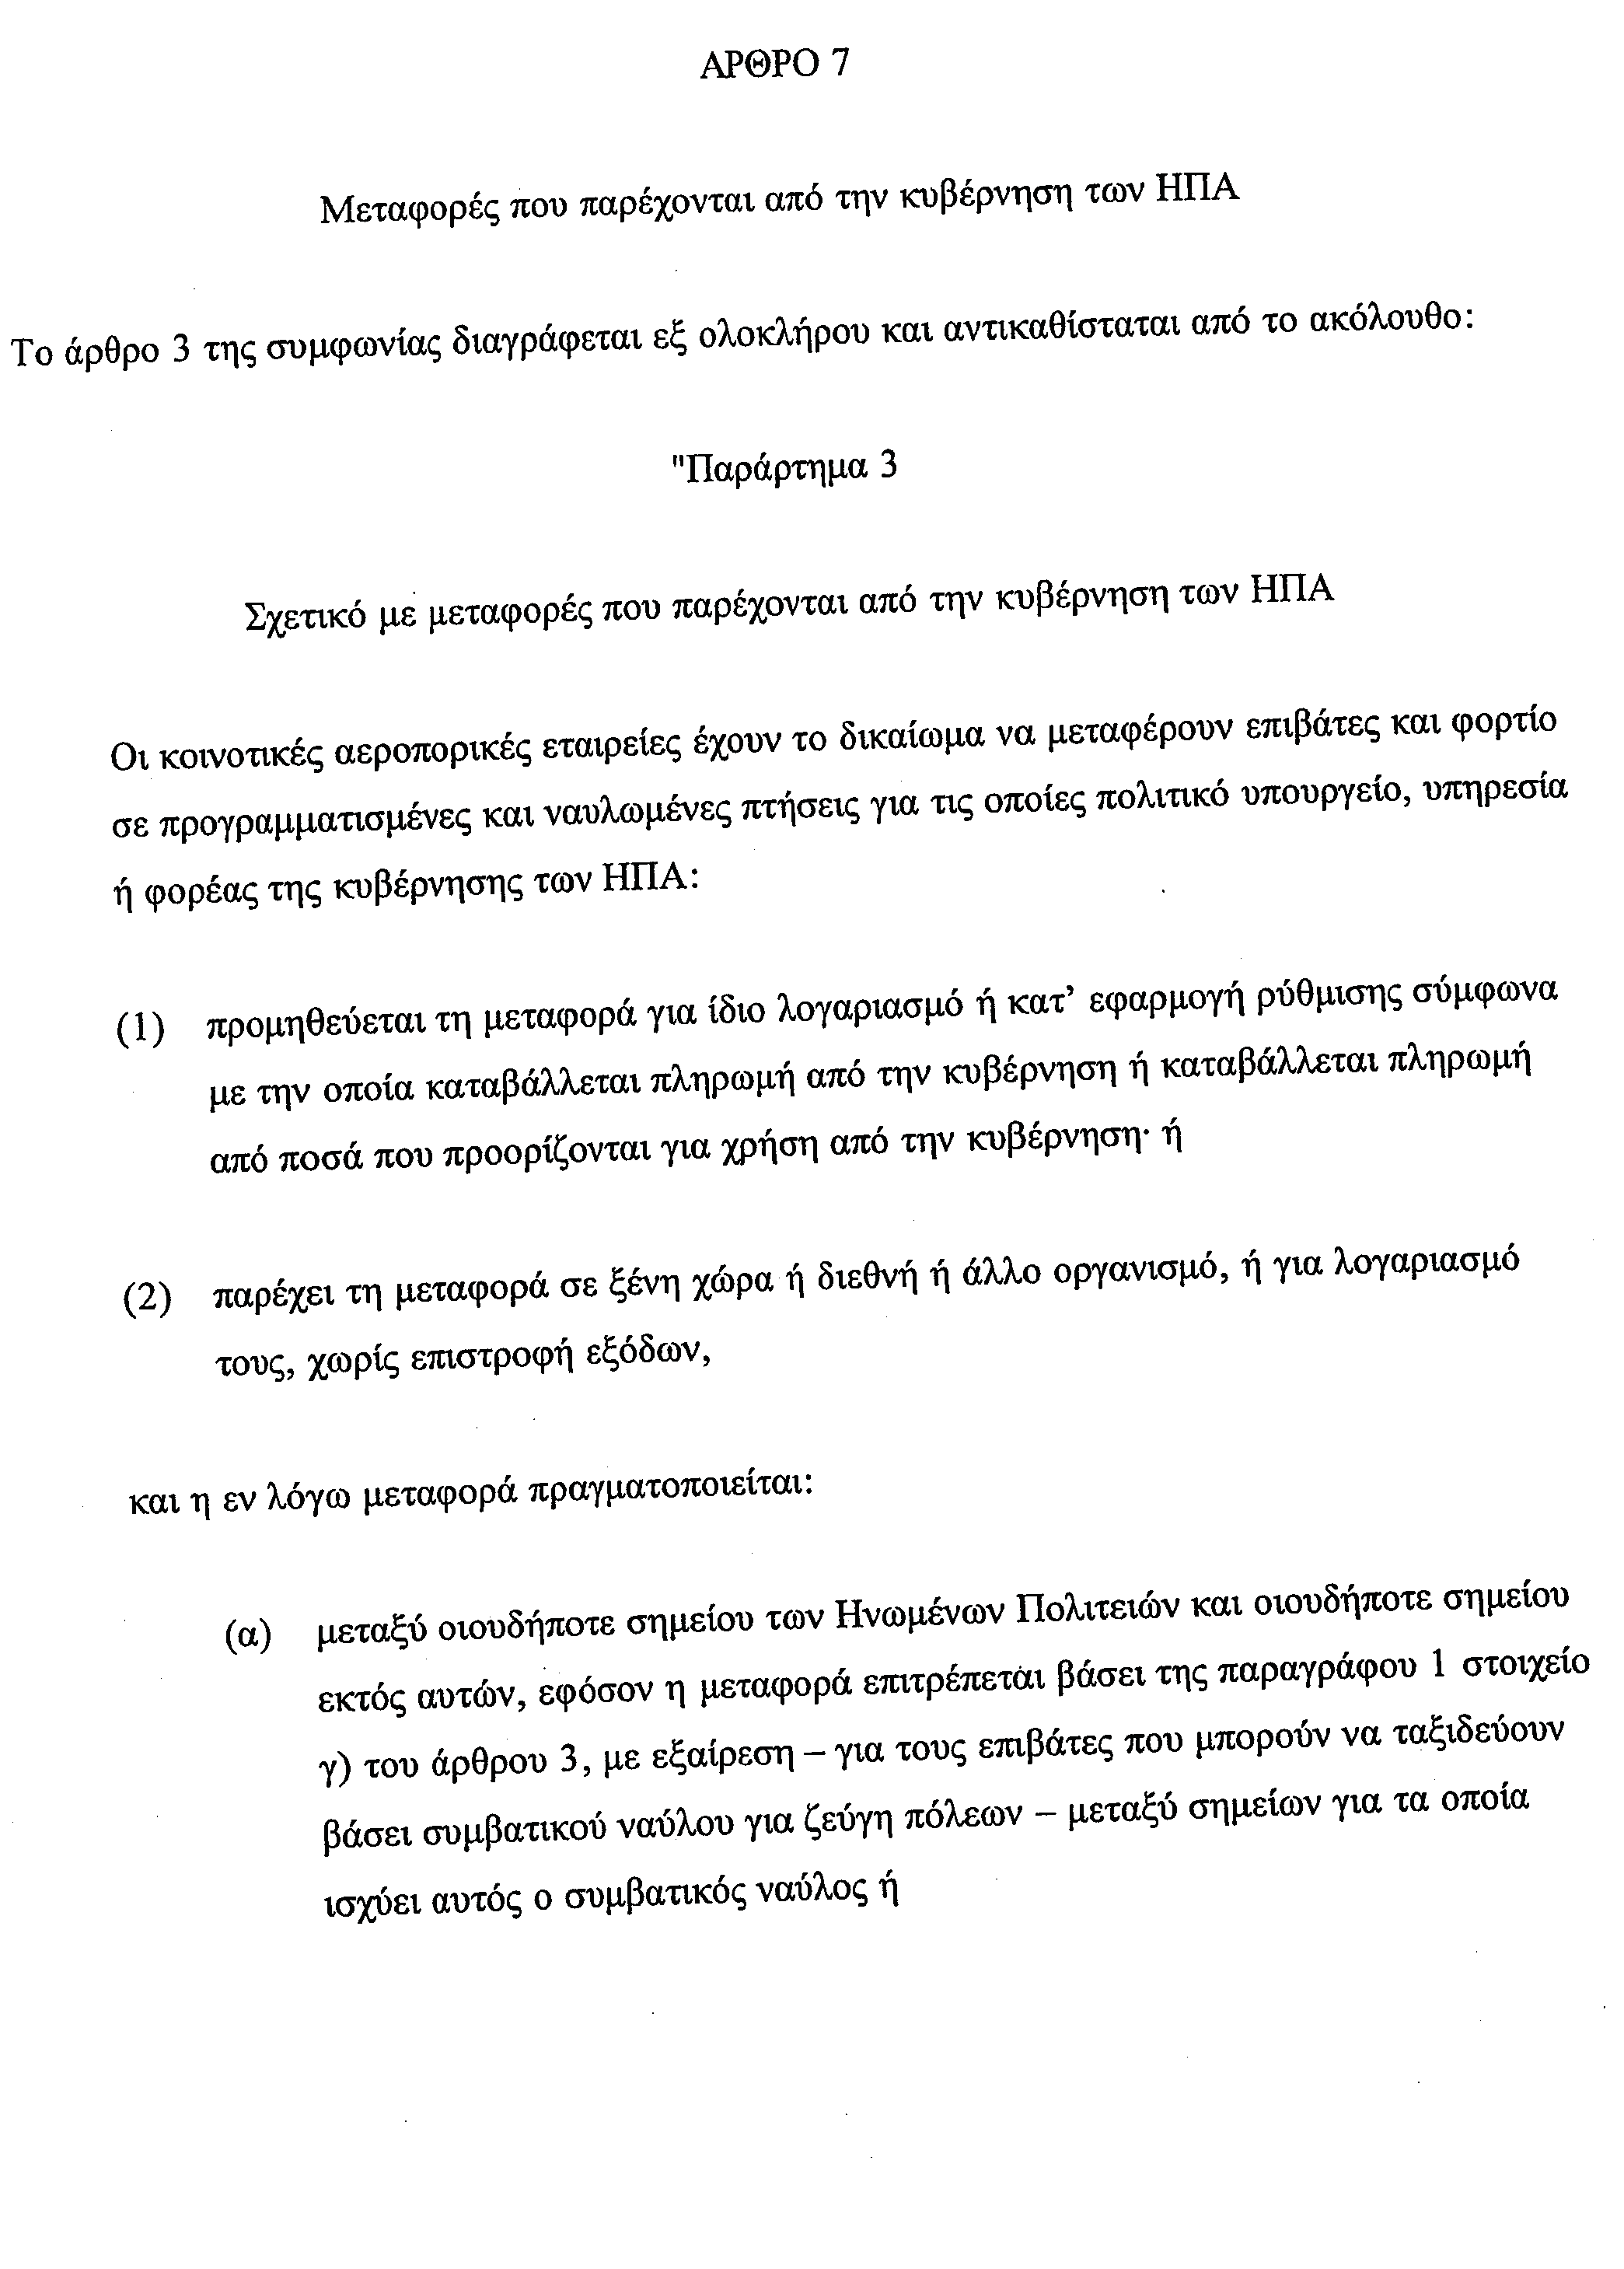 ΑΡΘΡΟ 7
Μεταφορές που παρέχονται από την κυβέρνηση των ΗΠΑ
Το άρθρο 3 της συμφωνίας διαγράφεται εξ ολοκλήρου και αντικαθίσταται από το ακόλουθο:
"Παράρτημα 3
Σχετικό με μεταφορές που παρέχονται από την κυβέρνηση των ΗΠΑ
Οι κοινοτικές αεροπορικές εταιρείες έχουν το δικαίωμα να μεταφέρουν επιβάτες και φορτίο
σε προγραμματισμένες και ναυλωμένες πτήσεις για τις οποίες πολιτικό υπουργείο, υπηρεσία
ή φορέας της κυβέρνησης των ΗΠΑ:
(1) προμηθεύεται τη μεταφορά για ίδιο λογαριασμό ή κατ’ εφαρμογή ρύθμισης σύμφωνα
με την οποία καταβάλλεται πληρωμή από την κυβέρνηση ή καταβάλλεται πληρωμή
από ποσά που προορίζονται για χρήση από την κυβέρνηση· ή
(2) παρέχει τη μεταφορά σε ξένη χώρα ή διεθνή ή άλλο οργανισμό, ή για λογαριασμό
τους, χωρίς επιστροφή εξόδων,
και η εν λόγω μεταφορά πραγματοποιείται:
(α) μεταξύ οιουδήποτε σημείου των Ηνωμένων Πολιτειών και οιουδήποτε σημείου
εκτός αυτών, εφόσον η μεταφορά επιτρέπεται βάσει της παραγράφου 1 στοιχείο
γ) του άρθρου 3, με εξαίρεση – για τους επιβάτες που μπορούν να ταξιδεύουν
βάσει συμβατικού ναύλου για ζεύγη πόλεων – μεταξύ σημείων για τα οποία
ισχύει αυτός ο συμβατικός ναύλος ή